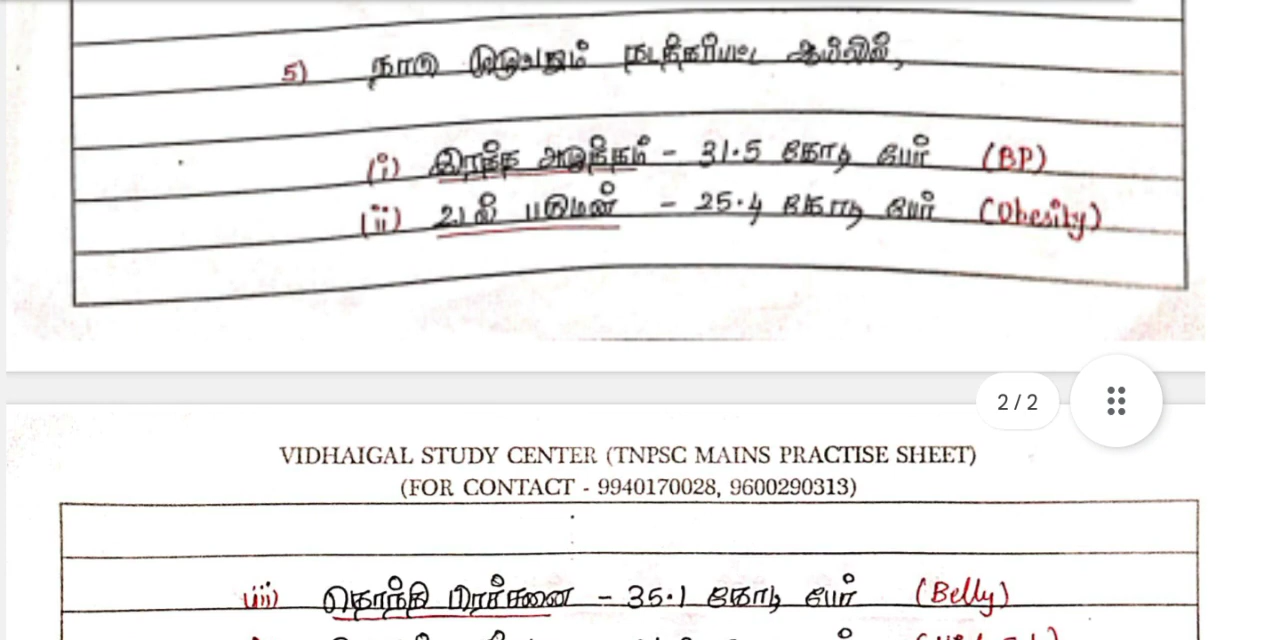 5) நாடு முழுவதும் நடத்தப்பட்ட ஆய்வில்,
(i) இரத்த அழுத்தம் - 31.5 கோடி பேர் (BP)
(ii) உடல் பருமன் - 25.4 கோடி பேர் (Obesity)
2 / 2
VIDHAIGAL STUDY CENTER (TNPSC MAINS PRACTISE SHEET)
(FOR CONTACT - 9940170028, 9600290313)
iii) தொந்தி பிரச்சனை - 35.1 கோடி பேர் (Belly)